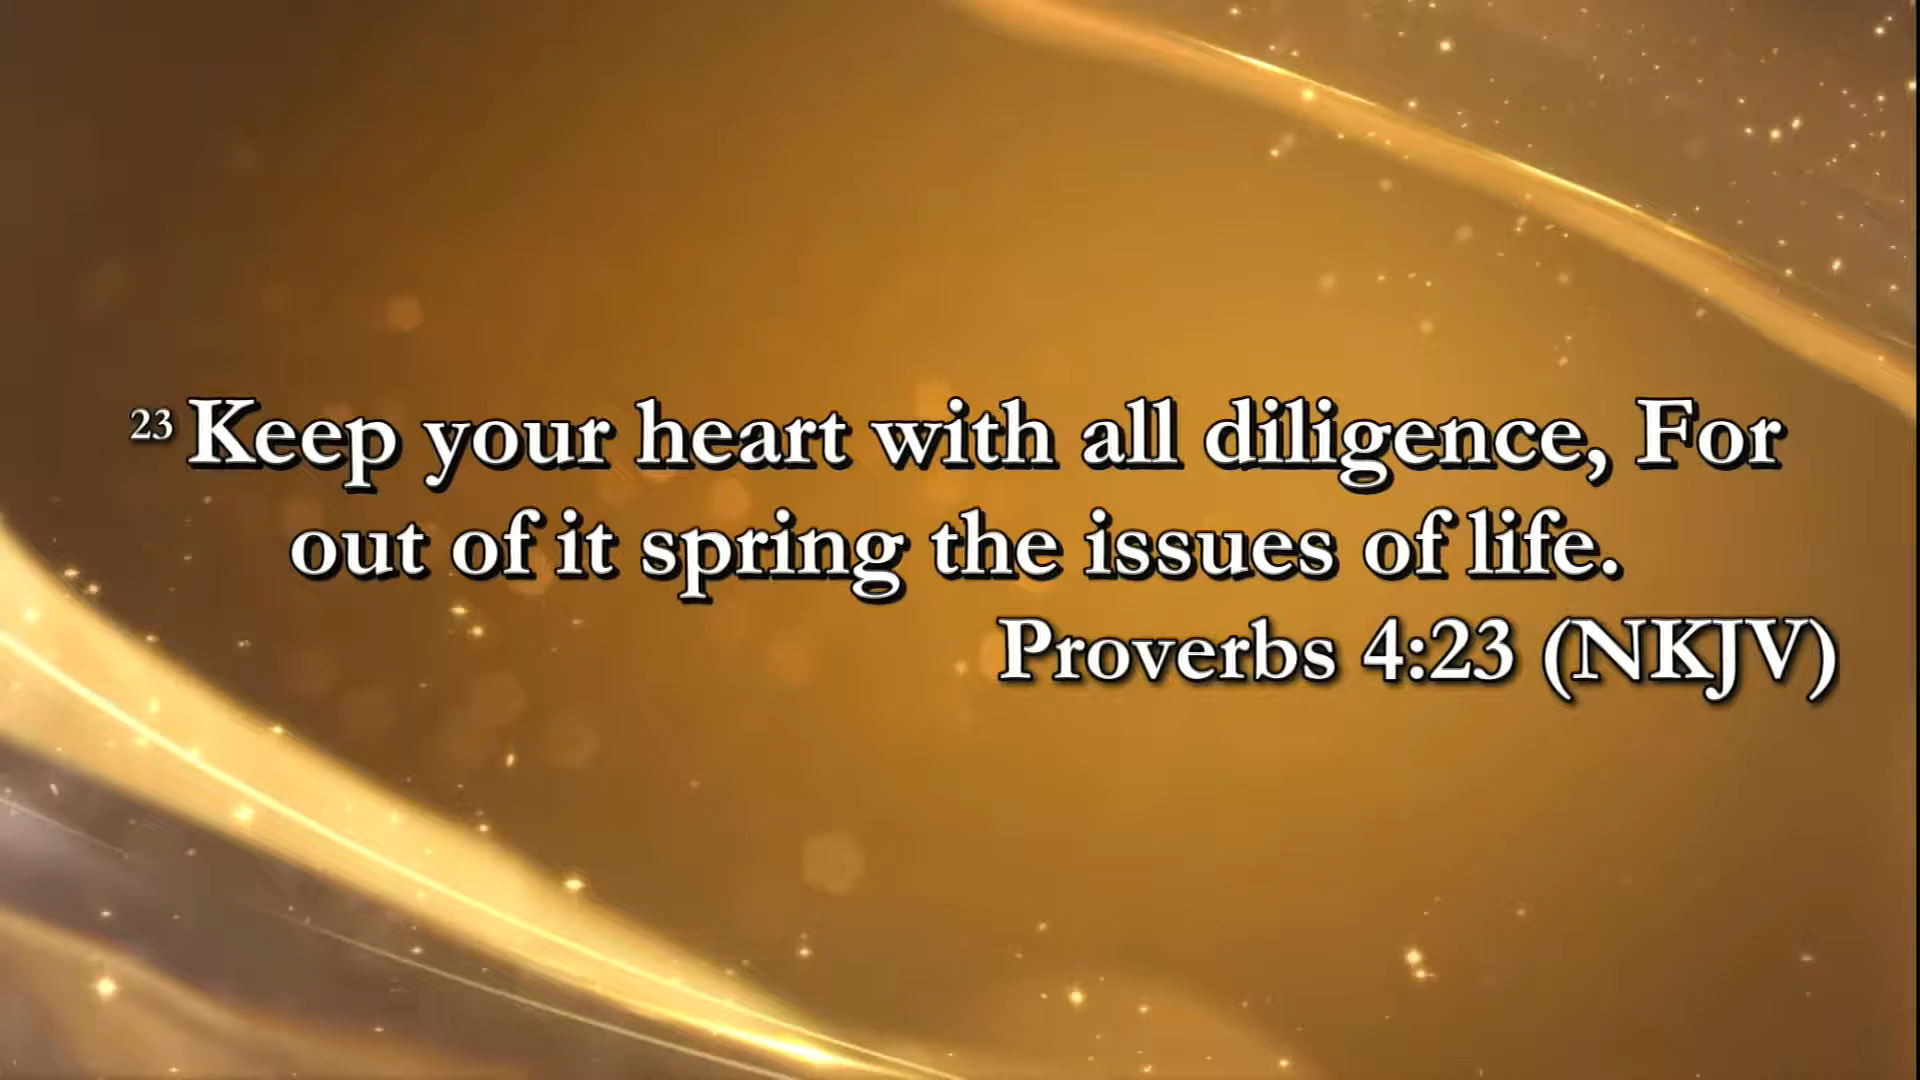 23 Keep your heart with all diligence, For
out of it spring the issues of life.
Proverbs 4:23 (NKJV)